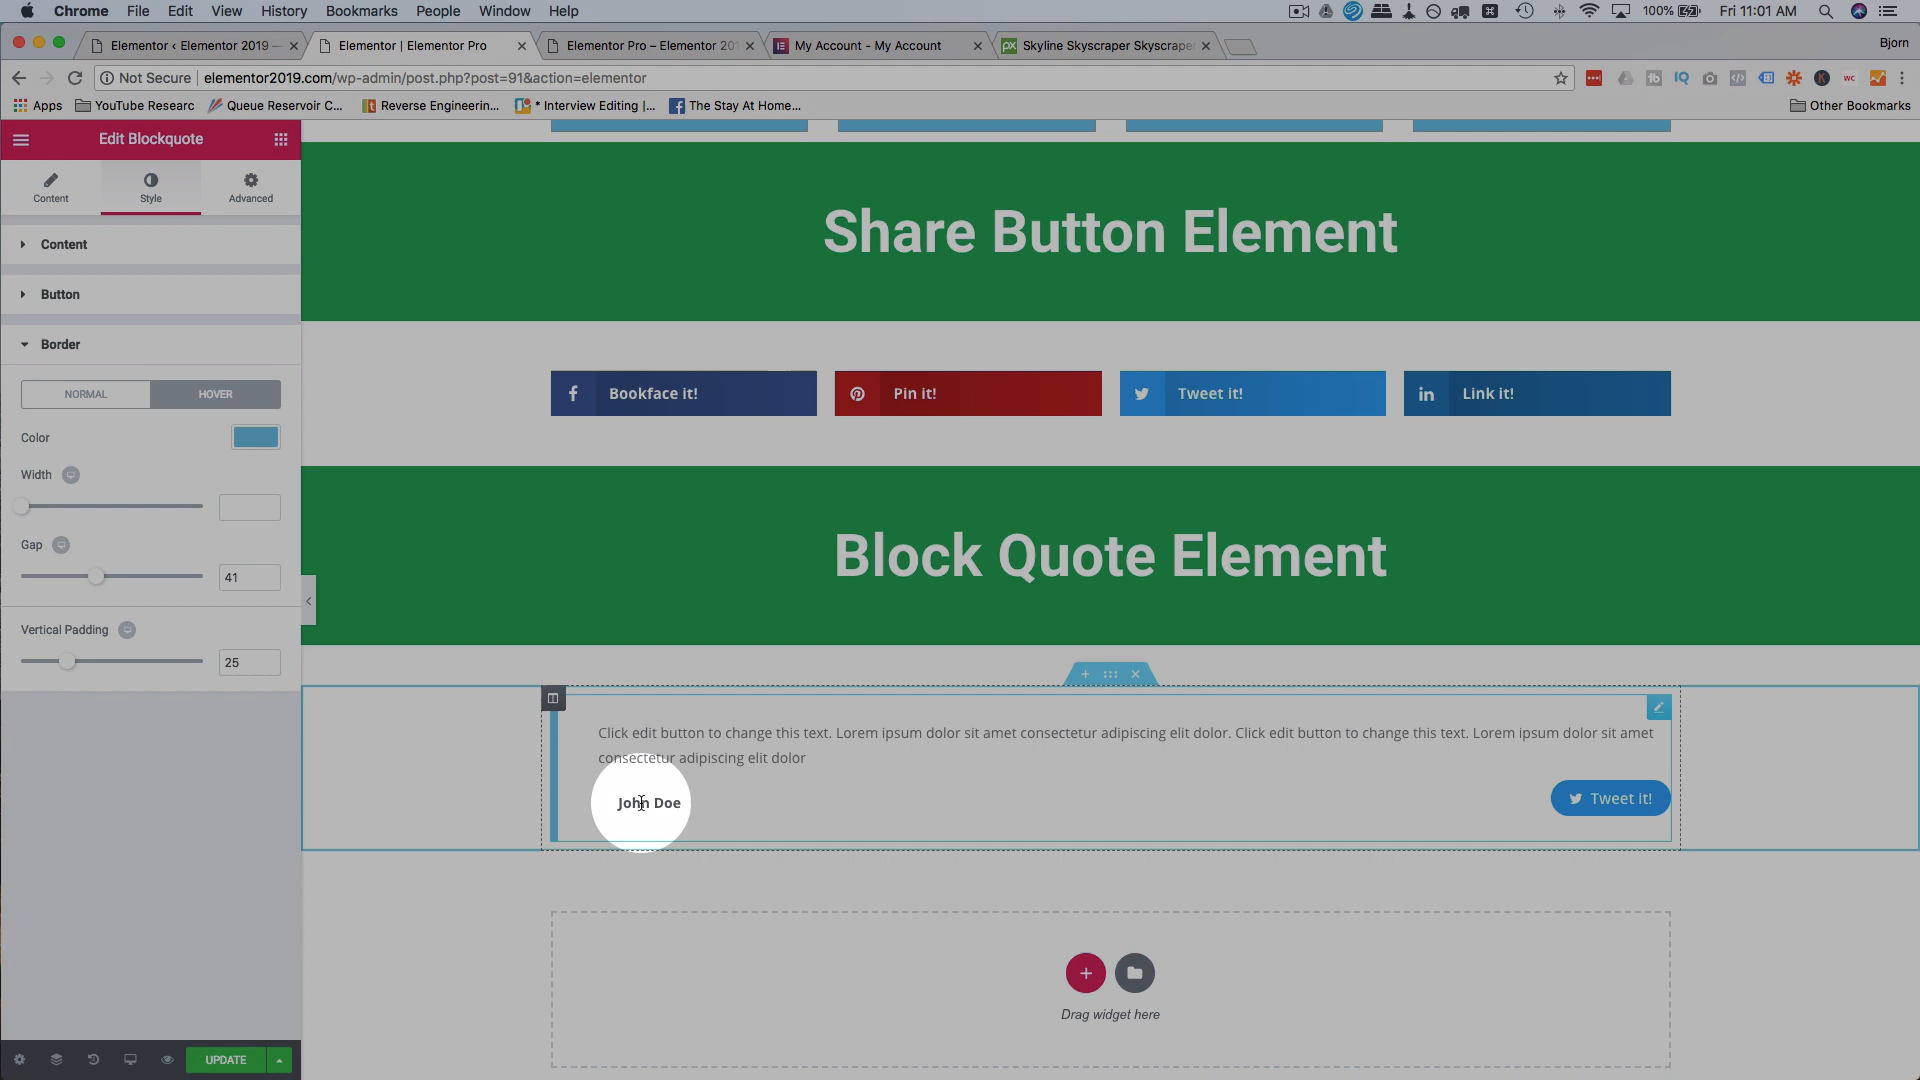 Chrome File Edit View History Bookmarks People Window Help 100% Fri 11:01 AM
Elementor ‹ Elementor 2019 — Elementor | Elementor Pro Elementor Pro – Elementor 201 My Account - My Account Skyline Skyscraper Skyscraper Bjorn
Not Secure | elementor2019.com/wp-admin/post.php?post=91&action=elementor
Apps YouTube Researc Queue Reservoir C... Reverse Engineerin... * Interview Editing |... The Stay At Home... Other Bookmarks
Edit Blockquote
Content Style Advanced
Content
Button
Border
NORMAL HOVER
Color
Width
Gap
41
Vertical Padding
25
UPDATE
Share Button Element
Bookface it! Pin it! Tweet it! Link it!
Block Quote Element
Click edit button to change this text. Lorem ipsum dolor sit amet consectetur adipiscing elit dolor. Click edit button to change this text. Lorem ipsum dolor sit amet
consectetur adipiscing elit dolor
John Doe
Tweet it!
Drag widget here